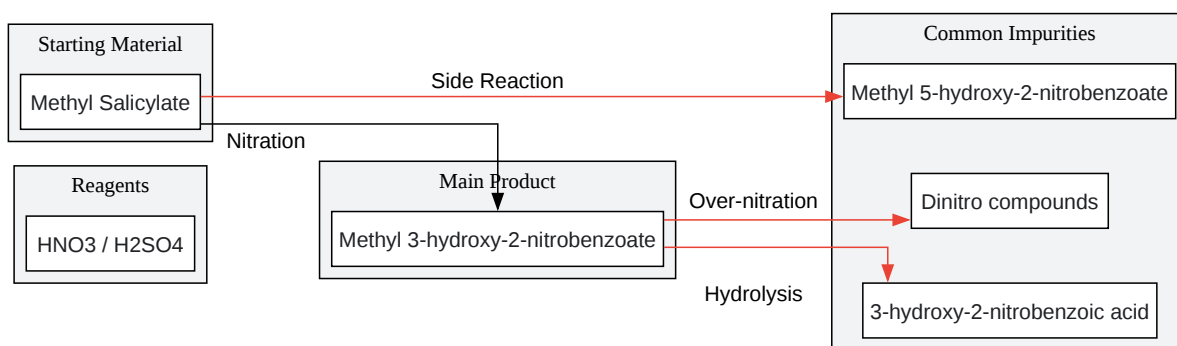 Starting Material
Methyl Salicylate
Reagents
HNO3 / H2SO4
Side Reaction
Nitration
Main Product
Methyl 3-hydroxy-2-nitrobenzoate
Over-nitration
Hydrolysis
Common Impurities
Methyl 5-hydroxy-2-nitrobenzoate
Dinitro compounds
3-hydroxy-2-nitrobenzoic acid